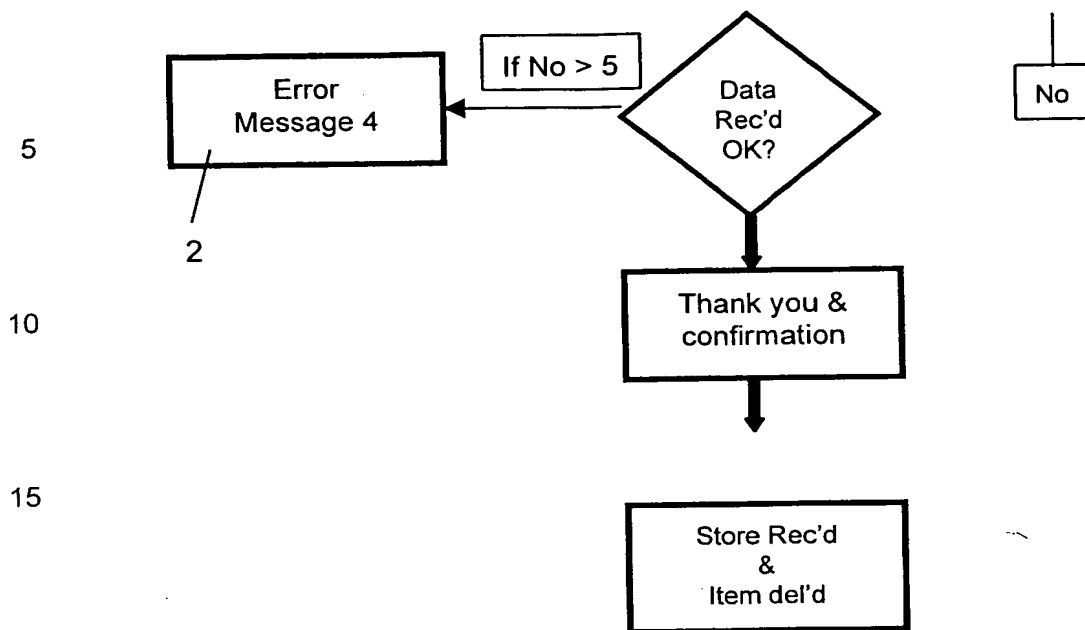 If No > 5
Error
Message 4
Data
Rec'd
OK?
No
5
2
Thank you &
confirmation
10
15
Store Rec'd
&
Item del'd